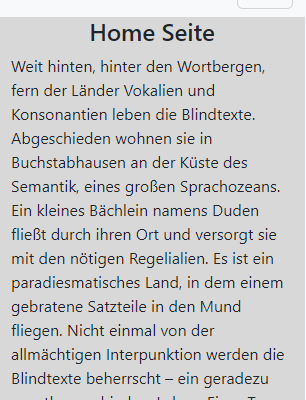 Home Seite
Weit hinten, hinter den Wortbergen,
fern der Länder Vokalien und
Konsonantien leben die Blindtexte.
Abgeschieden wohnen sie in
Buchstabhausen an der Küste des
Semantik, eines großen Sprachozeans.
Ein kleines Bächlein namens Duden
fließt durch ihren Ort und versorgt sie
mit den nötigen Regelialien. Es ist ein
paradiesmatisches Land, in dem einem
gebratene Satzteile in den Mund
fliegen. Nicht einmal von der
allmächtigen Interpunktion werden die
Blindtexte beherrscht – ein geradezu